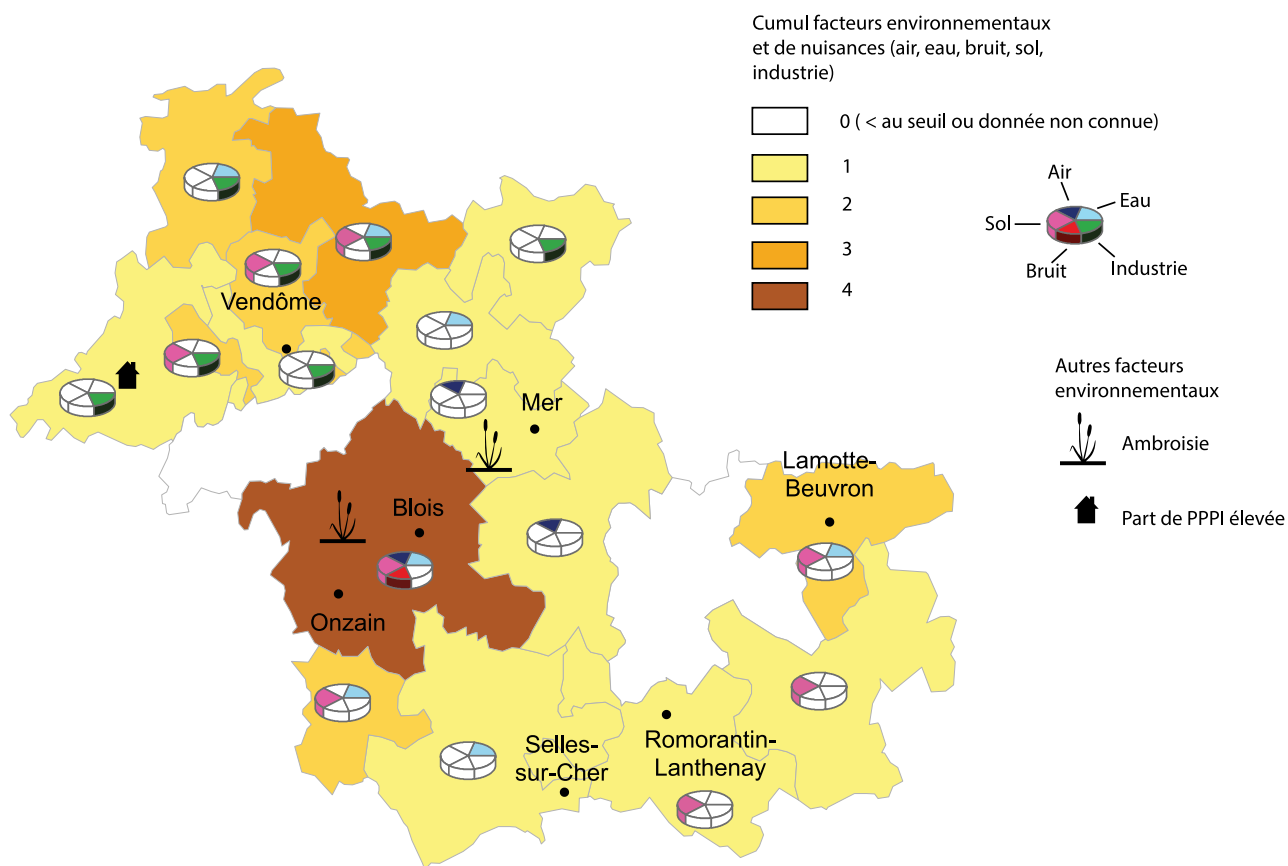 Cumul facteurs environnementaux
et de nuisances (air, eau, bruit, sol,
industrie)
0 ( < au seuil ou donnée non connue)
1
2
3
4
Air
Eau
Sol
Bruit
Industrie
Autres facteurs
environnementaux
Ambroisie
Part de PPPI élevée
Vendôme
Mer
Lamotte-
Beuvron
Blois
Onzain
Selles-
sur-Cher
Romorantin-
Lanthenay